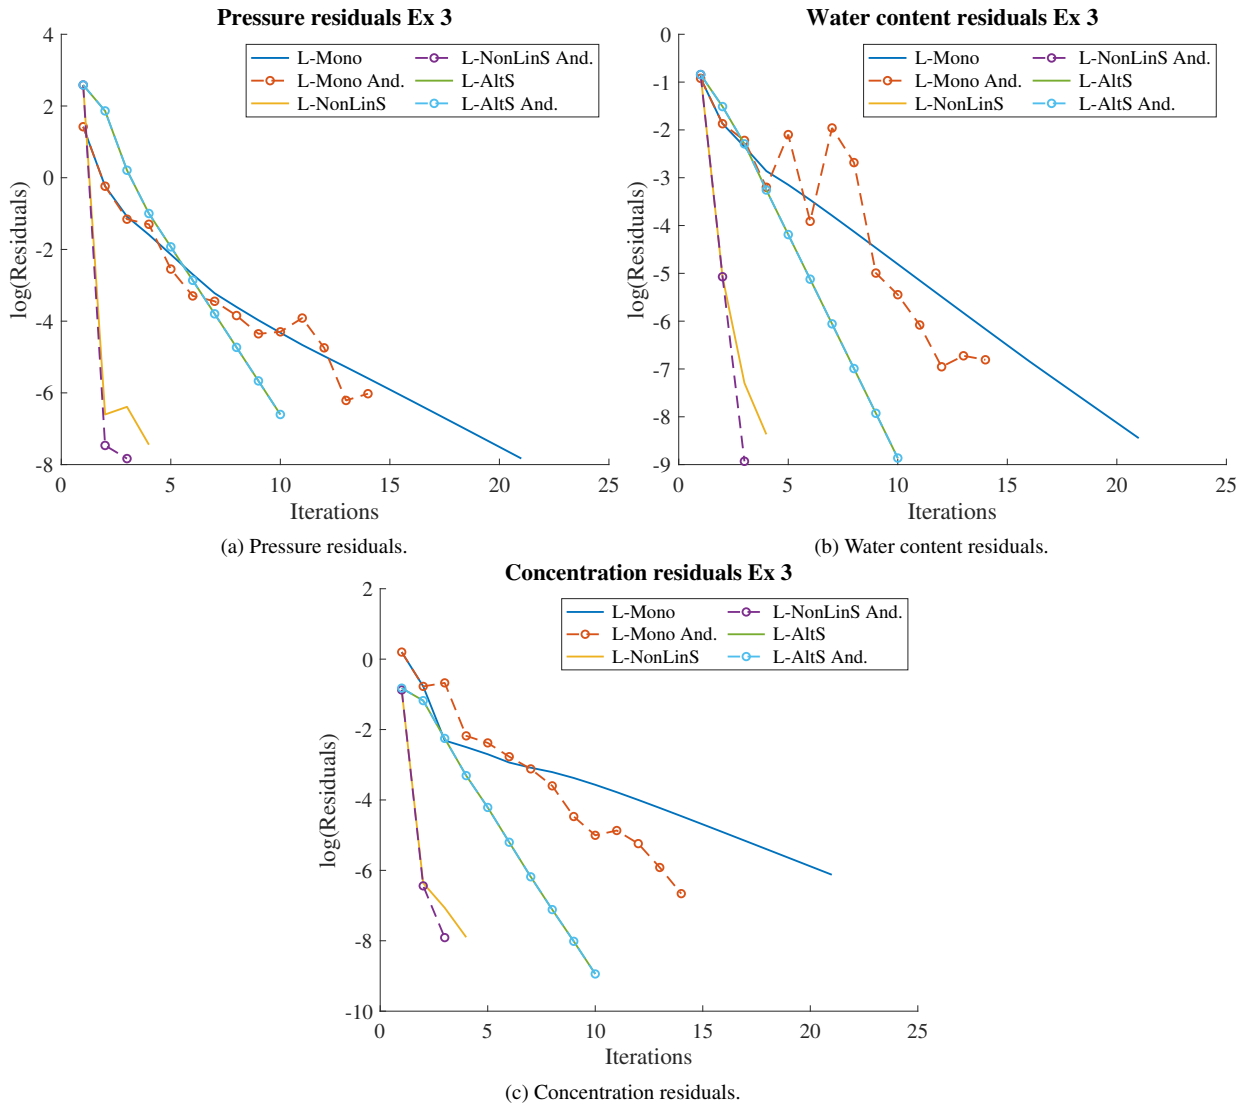 Pressure residuals Ex 3
4
2
0
-2
-4
-6
-8
log(Residuals)
L-Mono
L-Mono And.
L-NonLinS
L-NonLinS And.
L-AltS
L-AltS And.
0 5 10 15 20 25
Iterations
(a) Pressure residuals.
Water content residuals Ex 3
0
-1
-2
-3
-4
-5
-6
-7
-8
-9
log(Residuals)
L-Mono
L-Mono And.
L-NonLinS
L-NonLinS And.
L-AltS
L-AltS And.
0 5 10 15 20 25
Iterations
(b) Water content residuals.
Concentration residuals Ex 3
2
0
-2
-4
-6
-8
-10
log(Residuals)
L-Mono
L-Mono And.
L-NonLinS
L-NonLinS And.
L-AltS
L-AltS And.
0 5 10 15 20 25
Iterations
(c) Concentration residuals.